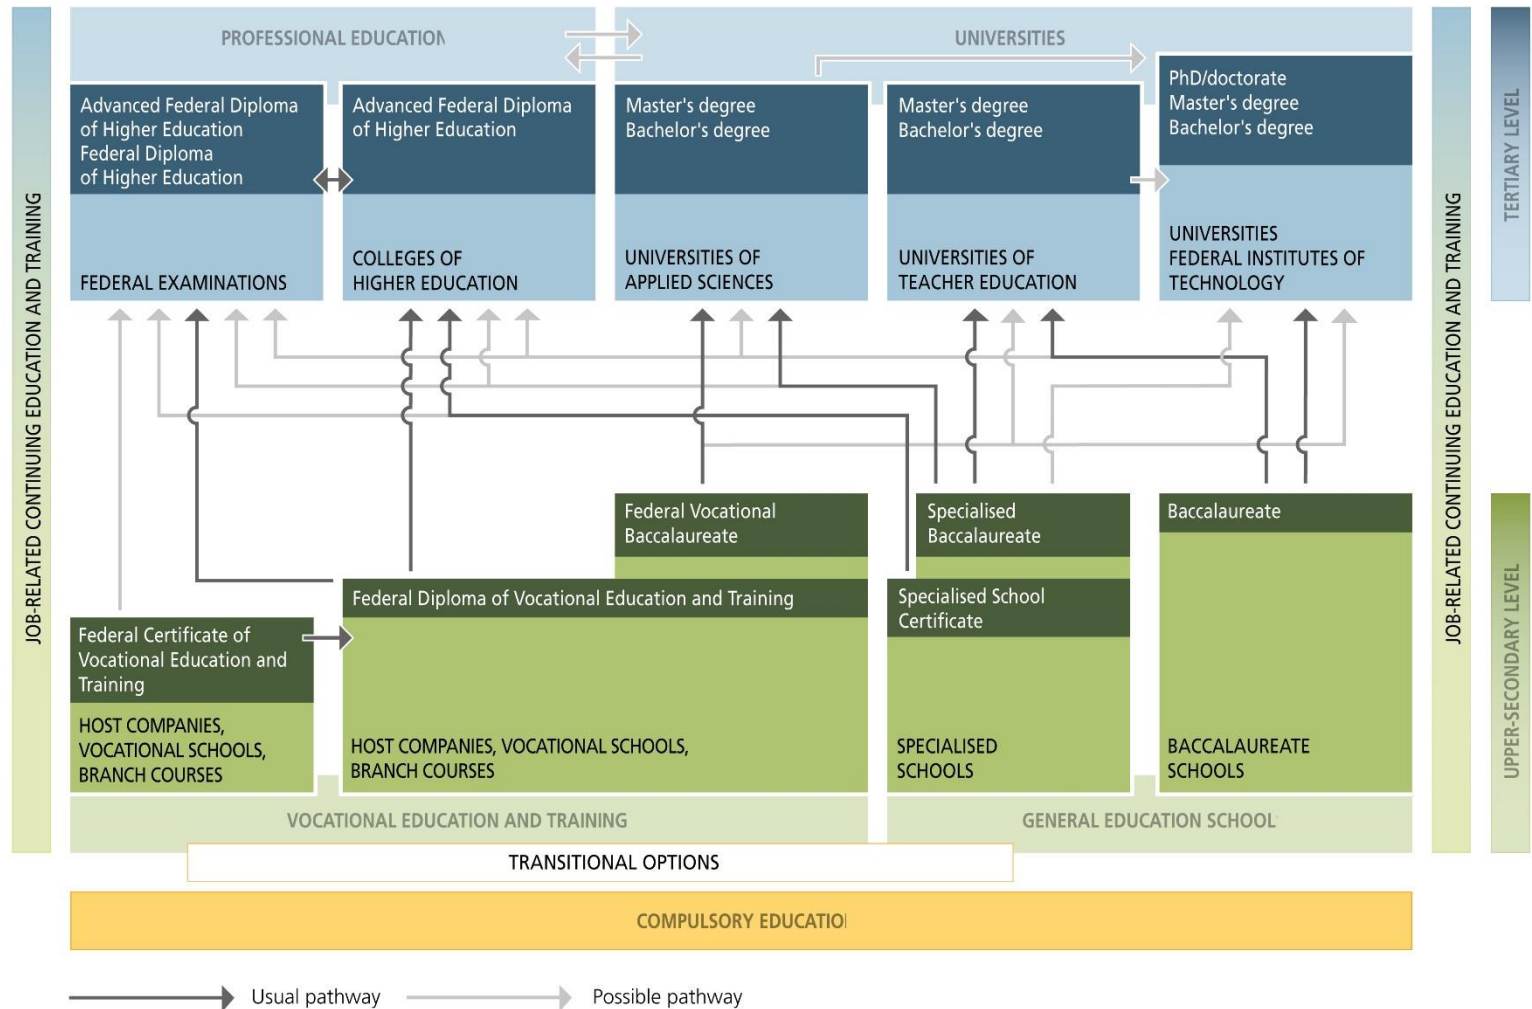 PROFESSIONAL EDUCATION
UNIVERSITIES
Advanced Federal Diploma
of Higher Education
Federal Diploma
of Higher Education
FEDERAL EXAMINATIONS
Advanced Federal Diploma
of Higher Education
COLLEGES OF
HIGHER EDUCATION
Master's degree
Bachelor's degree
UNIVERSITIES OF
APPLIED SCIENCES
Master's degree
Bachelor's degree
UNIVERSITIES OF
TEACHER EDUCATION
PhD/doctorate
Master's degree
Bachelor's degree
UNIVERSITIES
FEDERAL INSTITUTES OF
TECHNOLOGY
JOB-RELATED CONTINUING EDUCATION AND TRAINING
JOB-RELATED CONTINUING EDUCATION AND TRAINING
TERTIARY LEVEL
UPPER-SECONDARY LEVEL
Federal Vocational
Baccalaureate
Specialised
Baccalaureate
Baccalaureate
Federal Diploma of Vocational Education and Training
Specialised School
Certificate
Federal Certificate of
Vocational Education and
Training
HOST COMPANIES,
VOCATIONAL SCHOOLS,
BRANCH COURSES
HOST COMPANIES, VOCATIONAL SCHOOLS,
BRANCH COURSES
SPECIALISED
SCHOOLS
BACCALAUREATE
SCHOOLS
VOCATIONAL EDUCATION AND TRAINING
GENERAL EDUCATION SCHOOL
TRANSITIONAL OPTIONS
COMPULSORY EDUCATIO
Usual pathway
Possible pathway